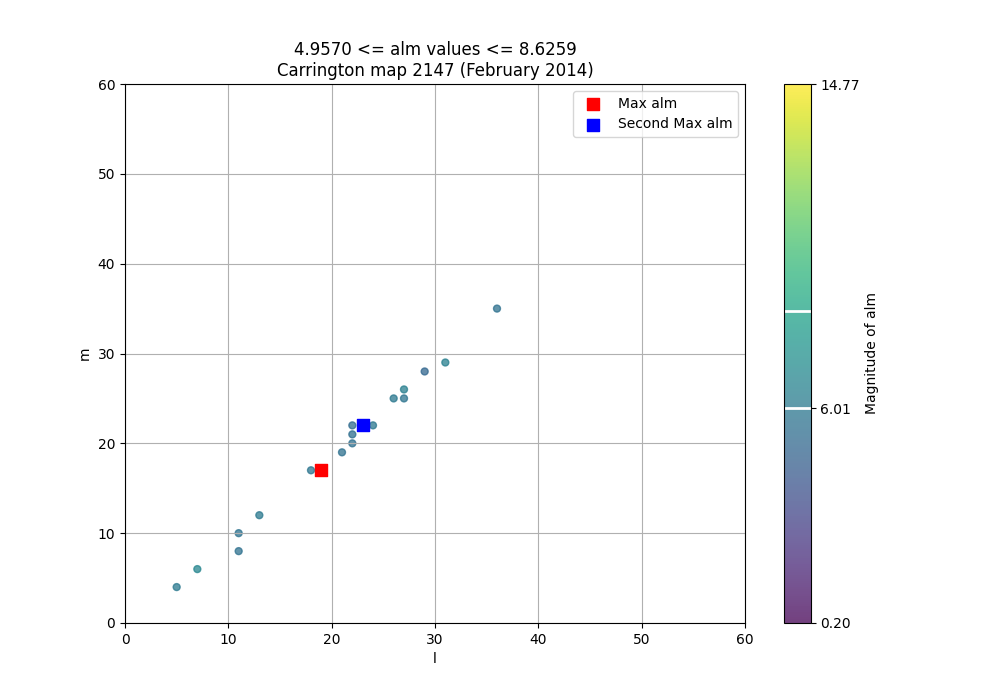 4.9570 <= alm values <= 8.6259
Carrington map 2147 (February 2014)
Max alm
Second Max alm
60
50
40
30
20
10
0
m
0 10 20 30 40 50 60
l
14.77
6.01
0.20
Magnitude of alm